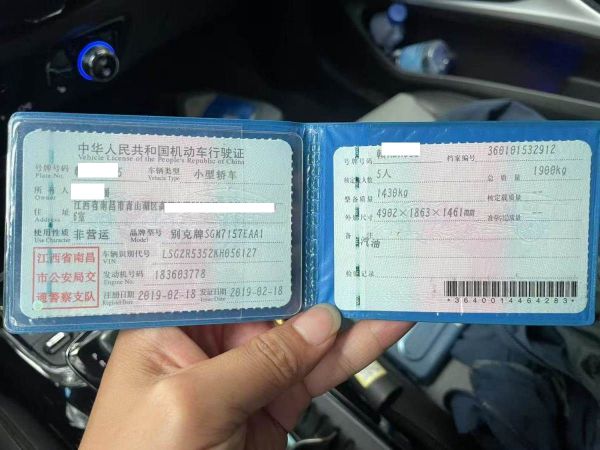 中华人民共和国机动车行驶证
Vehicle License of the People's Republic of China
号牌号码
Plate No.
5
车辆类型
Vehicle Type
小型轿车
所有人
Owner
住址
Address
江西省南昌市青山湖区
室
使用性质
Use Character
非营运
品牌型号
Model
别克牌SGM7157EAA1
江西省南昌
市公安局交
通警察支队
车辆识别代号
VIN
LSGZR5352KH056127
发动机号码
Engine No.
183603778
注册日期
Register Date
2019-02-18
发证日期
Issue Date
2019-02-18
号牌号码
档案编号
360101532912
核定载人数
5人
总质量
1900kg
整备质量
1430kg
核定载质量
外廓尺寸
4902×1863×1461mm
准牵引总质量
备注
汽油
检验记录
*3640014464283*